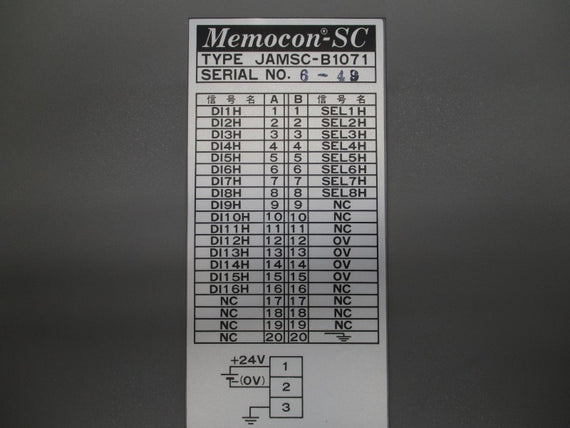 Memocon®-SC
TYPE JAMSC-B1071
SERIAL NO. 6-49
信号名 A B 信号名
DI1H 1 1 SEL1H
DI2H 2 2 SEL2H
DI3H 3 3 SEL3H
DI4H 4 4 SEL4H
DI5H 5 5 SEL5H
DI6H 6 6 SEL6H
DI7H 7 7 SEL7H
DI8H 8 8 SEL8H
DI9H 9 9 NC
DI10H 10 10 NC
DI11H 11 11 NC
DI12H 12 12 0V
DI13H 13 13 0V
DI14H 14 14 0V
DI15H 15 15 0V
DI16H 16 16 NC
NC 17 17 NC
NC 18 18 NC
NC 19 19 NC
NC 20 20
+24V 1
-(0V) 2
3